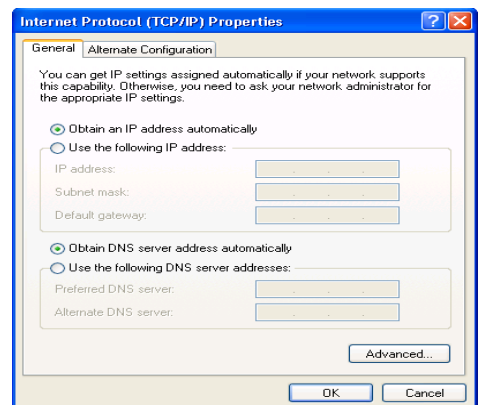 Internet Protocol (TCP/IP) Properties
General
Alternate Configuration
You can get IP settings assigned automatically if your network supports
this capability. Otherwise, you need to ask your network administrator for
the appropriate IP settings.
Obtain an IP address automatically
Use the following IP address:
IP address:
Subnet mask:
Default gateway:
Obtain DNS server address automatically
Use the following DNS server addresses:
Preferred DNS server:
Alternate DNS server:
Advanced...
OK
Cancel